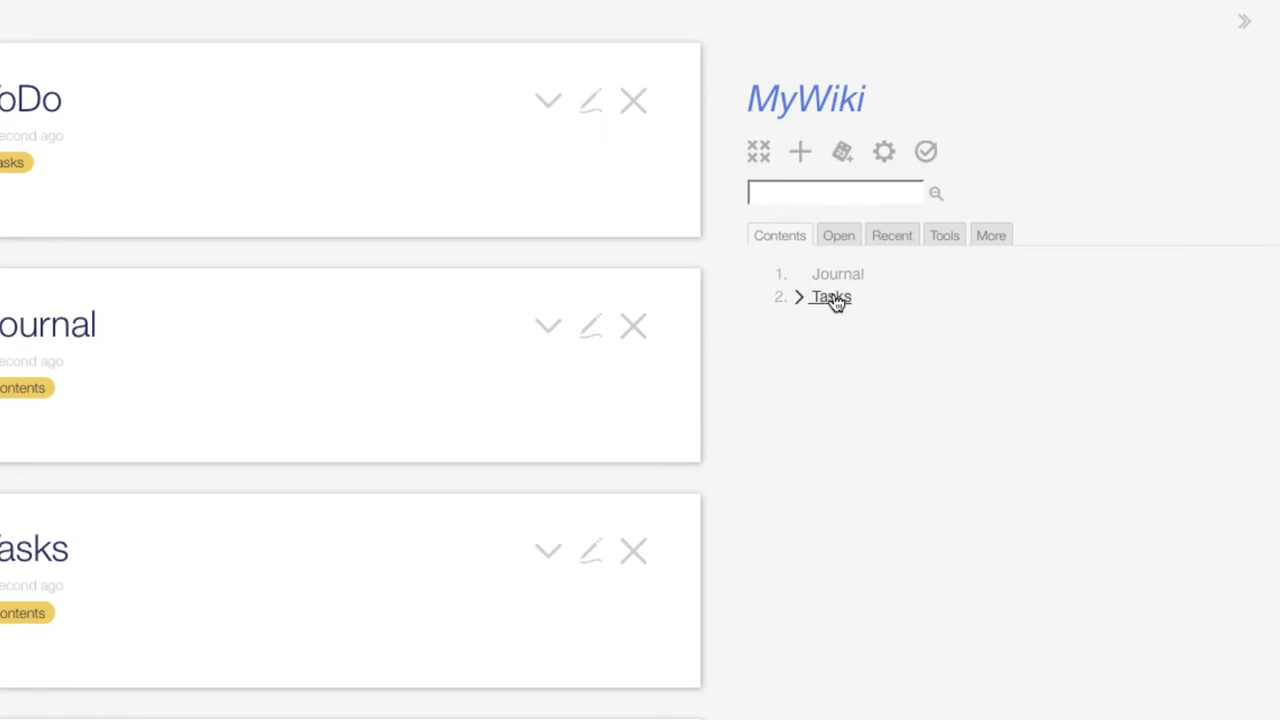 oDo
econd ago
asks
ournal
econd ago
ontents
asks
econd ago
ontents
MyWiki
Contents Open Recent Tools More
1. Journal
2. Tasks